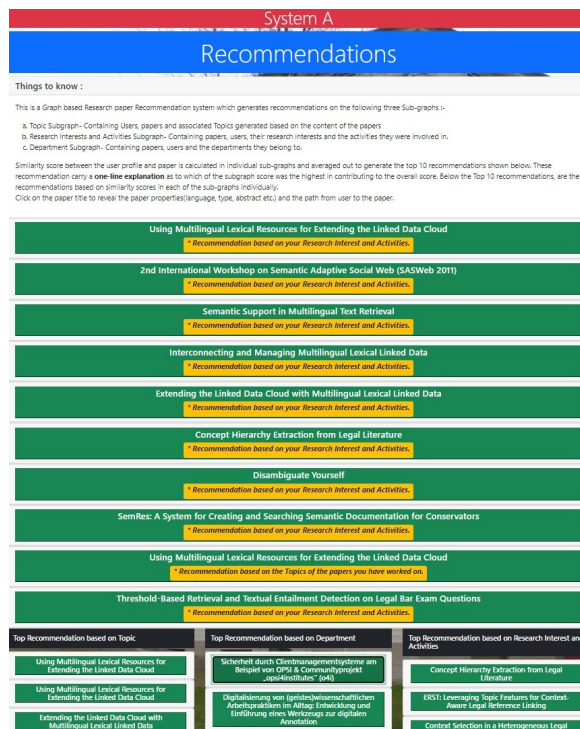 System A
Recommendations
Things to know :
This is a Graph based Research paper Recommendation system which generates recommendations on the following three Sub-graphs :-
a. Topic Subgraph- Containing Users, papers and associated Topics generated based on the content of the papers
b. Research interests and Activities Subgraph- Containing papers, users, their research interests and the activities they were involved in.
c. Department Subgraph- Containing papers, users and the departments they belong to.
Similarity score between the user profile and paper is calculated in individual sub-graphs and averaged out to generate the top 10 recommendations shown below. These
recommendation carry a one-line explanation as to which of the subgraph score was the highest in contributing to the overall score. Below the Top 10 recommendations, are the
recommendations based on similarity scores in each of the sub-graphs individually.
Click on the paper title to reveal the paper properties(language, type, abstract etc.) and the path from user to the paper.
Using Multilingual Lexical Resources for Extending the Linked Data Cloud
* Recommendation based on your Research Interest and Activities.
2nd International Workshop on Semantic Adaptive Social Web (SASWeb 2011)
* Recommendation based on your Research Interest and Activities.
Semantic Support in Multilingual Text Retrieval
* Recommendation based on your Research Interest and Activities.
Interconnecting and Managing Multilingual Lexical Linked Data
* Recommendation based on your Research Interest and Activities.
Extending the Linked Data Cloud with Multilingual Lexical Linked Data
* Recommendation based on your Research Interest and Activities.
Concept Hierarchy Extraction from Legal Literature
* Recommendation based on your Research Interest and Activities.
Disambiguate Yourself
* Recommendation based on your Research Interest and Activities.
SemRes: A System for Creating and Searching Semantic Documentation for Conservators
* Recommendation based on your Research Interest and Activities.
Using Multilingual Lexical Resources for Extending the Linked Data Cloud
* Recommendation based on the Topics of the papers you have worked on.
Threshold-Based Retrieval and Textual Entailment Detection on Legal Bar Exam Questions
* Recommendation based on your Research Interest and Activities.
Top Recommendation based on Topic
Using Multilingual Lexical Resources for
Extending the Linked Data Cloud
Using Multilingual Lexical Resources for
Extending the Linked Data Cloud
Extending the Linked Data Cloud with
Multilingual Lexical Linked Data
Top Recommendation based on Department
Sicherheit durch Clientmanagementsysteme am
Beispiel von OPSI & Communityprojekt
„opsi4institutes“ (o4i)
Digitalisierung von (geistes)wissenschaftlichen
Arbeitspraktiken im Alltag: Entwicklung und
Einführung eines Werkzeugs zur digitalen
Annotation
Top Recommendation based on Research Interest and
Activities
Concept Hierarchy Extraction from Legal
Literature
ERST: Leveraging Topic Features for Context-
Aware Legal Reference Linking
Context Selection in a Heterogeneous Legal